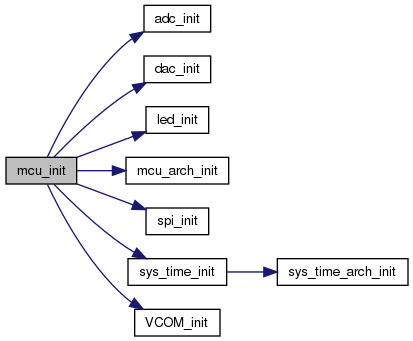 adc_init
dac_init
led_init
mcu_init
mcu_arch_init
spi_init
sys_time_init
sys_time_arch_init
VCOM_init